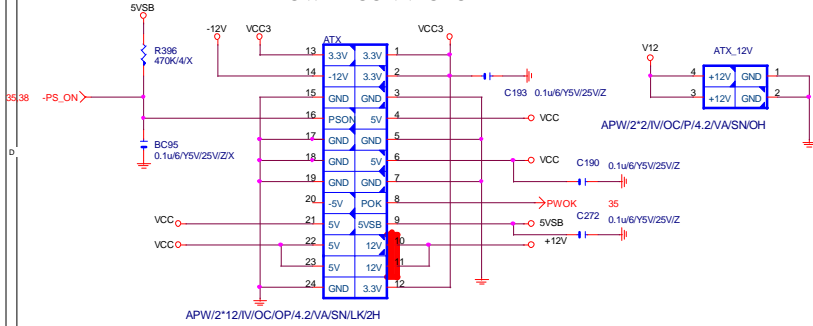 5VSB
R396
470K/4/X
35,38 -PS_ON
BC95
0.1u/6/Y5V/25V/Z/X
-12V
VCC3
ATX
VCC3
13 3.3V 3.3V 1
14 -12V 3.3V 2
15 GND GND 3
16 PSON 5V 4
17 GND GND 5
18 GND 5V 6
19 GND GND 7
20 -5V POK 8
21 5V 5VSB 9
22 5V 12V 10
23 5V 12V 11
24 GND 3.3V 12
VCC
VCC
C193 0.1u/6/Y5V/25V/Z
VCC
VCC
C190 0.1u/6/Y5V/25V/Z
PWOK 35
5VSB
C272 0.1u/6/Y5V/25V/Z
+12V
APW/2*12/IV/OC/OP/4.2/VA/SN/LK/2H
V12
ATX_12V
4 +12V GND 1
3 +12V GND 2
APW/2*2/IV/OC/P/4.2/VA/SN/OH
D